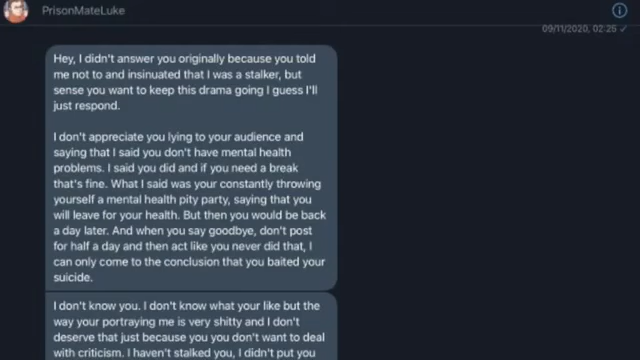 PrisonMateLuke
09/11/2020, 02:25 ✓
Hey, I didn't answer you originally because you told
me not to and insinuated that I was a stalker, but
sense you want to keep this drama going I guess I'll
just respond.
I don't appreciate you lying to your audience and
saying that I said you don't have mental health
problems. I said you did and if you need a break
that's fine. What I said was your constantly throwing
yourself a mental health pity party, saying that you
will leave for your health. But then you would be back
a day later. And when you say goodbye, don't post
for half a day and then act like you never did that, I
can only come to the conclusion that you baited your
suicide.
I don't know you. I don't know what your like but the
way your portraying me is very shitty and I don't
deserve that just because you you don't want to deal
with criticism. I haven't stalked you, I didn't put you